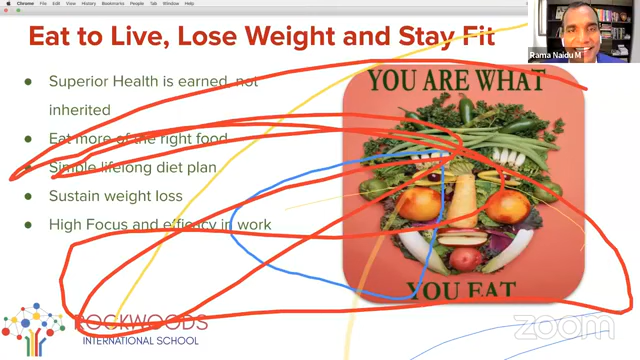 Chrome File Edit View History Bookmarks Profiles Tab Window Help
Eat to Live, Lose Weight and Stay Fit
Rama Naidu M
● Superior Health is earned, not
inherited
● Eat more of the right food
● Simple lifelong diet plan
● Sustain weight loss
● High Focus and efficacy in work
YOU ARE WHAT
YOU EAT
ROCKWOODS
INTERNATIONAL SCHOOL
zoom